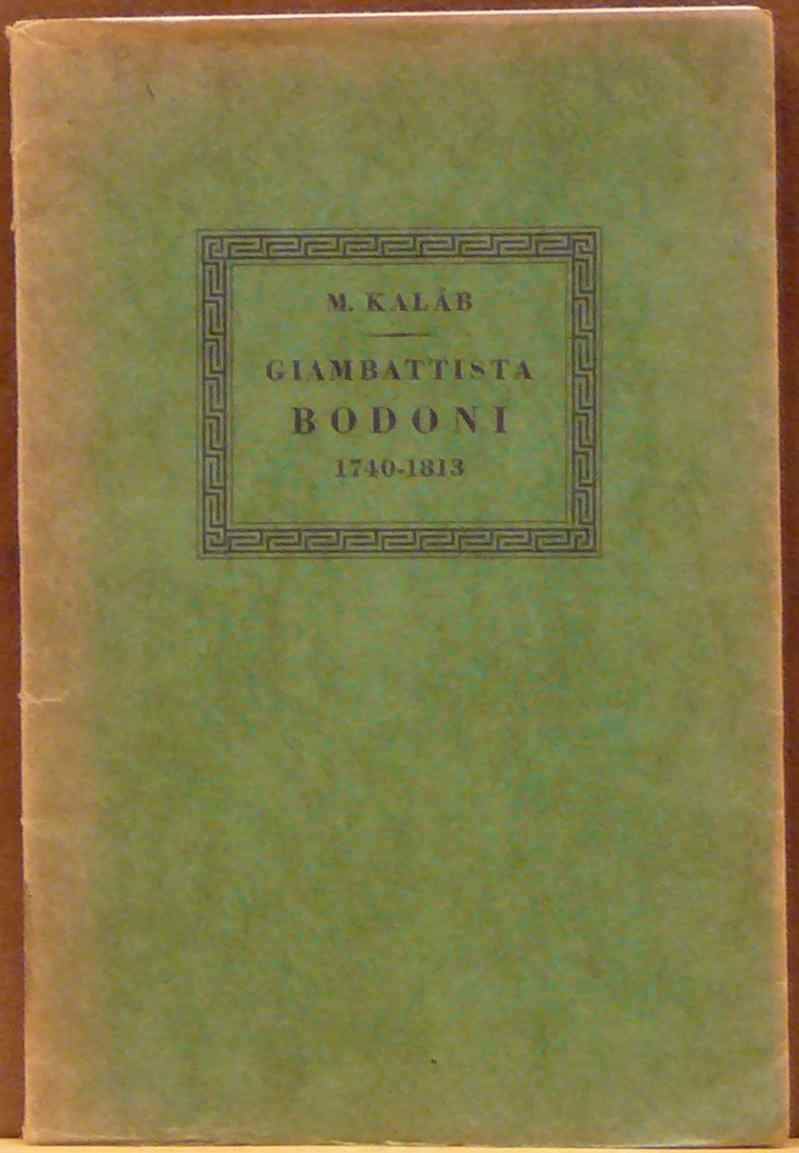 M. KALÁB
GIAMBATTISTA
BODONI
1740-1813